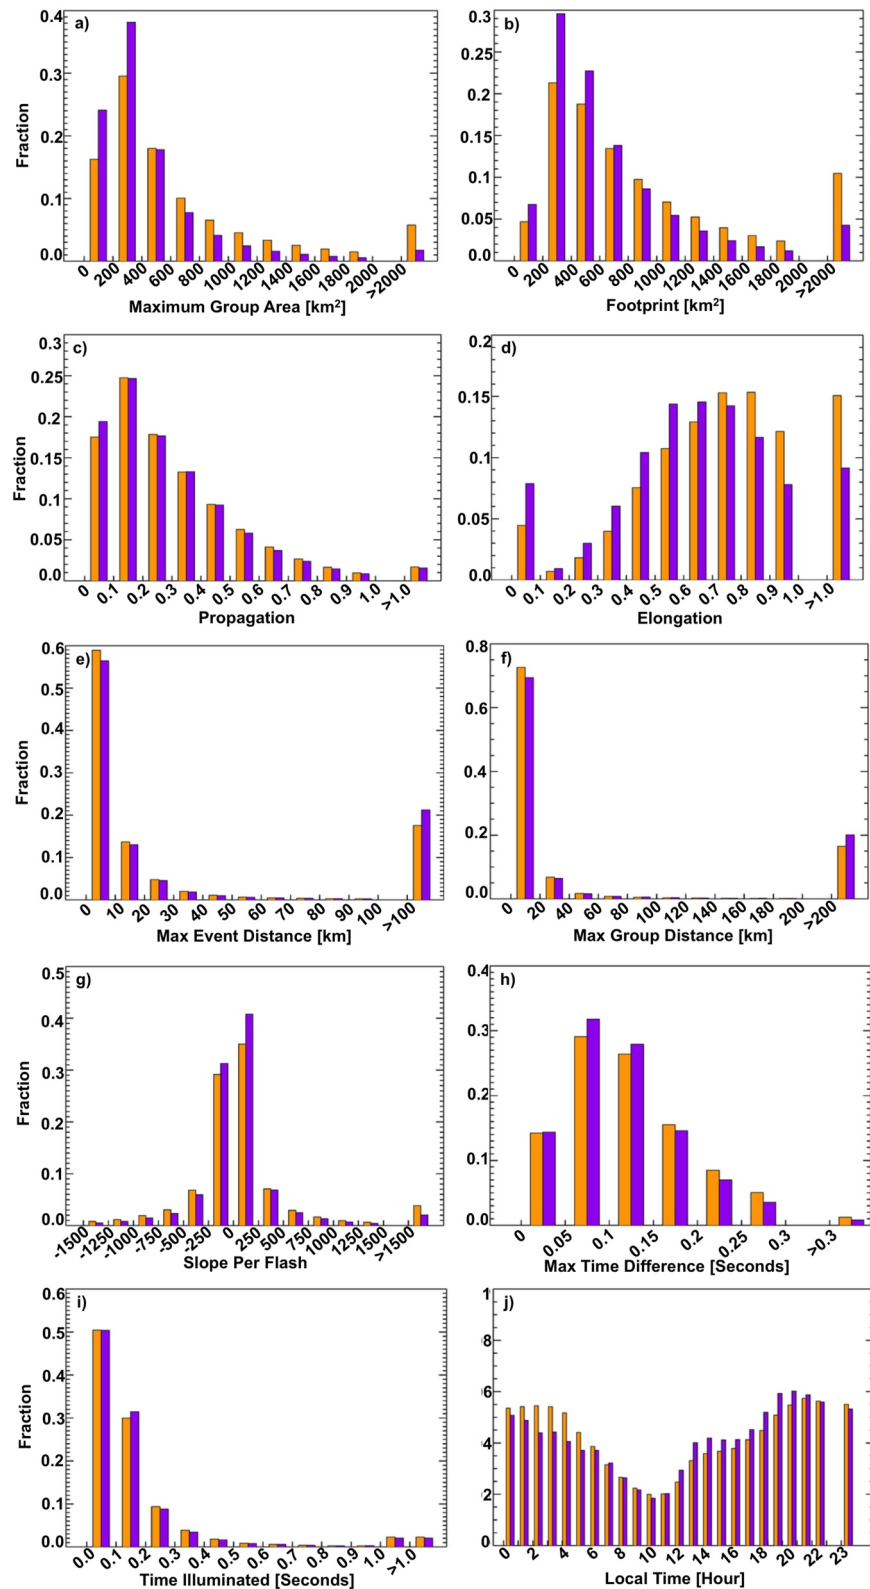 a)
0.4
0.3
0.2
0.1
0.0
Fraction
0 200 400 600 800 1000 1200 1400 1600 1800 2000 >2000
Maximum Group Area [km²]
b)
0.3
0.25
0.2
0.15
0.1
0.05
0.0
0 200 400 600 800 1000 1200 1400 1600 1800 2000 >2000
Footprint [km²]
c)
0.3
0.25
0.2
0.15
0.1
0.05
0.0
Fraction
0 0.1 0.2 0.3 0.4 0.5 0.6 0.7 0.8 0.9 1.0 >1.0
Propagation
d)
0.2
0.15
0.1
0.05
0.0
0 0.1 0.2 0.3 0.4 0.5 0.6 0.7 0.8 0.9 1.0 >1.0
Elongation
e)
0.6
0.5
0.4
0.3
0.2
0.1
0.0
Fraction
0 10 20 30 40 50 60 70 80 90 100 >100
Max Event Distance [km]
f)
0.8
0.6
0.4
0.2
0.0
0 20 40 60 80 100 120 140 160 180 200 >200
Max Group Distance [km]
g)
0.5
0.4
0.3
0.2
0.1
0.0
Fraction
-1500 -1250 -1000 -750 -500 -250 0 250 500 750 1000 1250 1500 >1500
Slope Per Flash
h)
0.4
0.3
0.2
0.1
0.0
0 0.05 0.1 0.15 0.2 0.25 0.3 >0.3
Max Time Difference [Seconds]
i)
0.6
0.5
0.4
0.3
0.2
0.1
0.0
Fraction
0.0 0.1 0.2 0.3 0.4 0.5 0.6 0.7 0.8 0.9 1.0 >1.0
Time Illuminated [Seconds]
j)
1
8
6
4
2
0
0 2 4 6 8 10 12 14 16 18 20 22 23
Local Time [Hour]